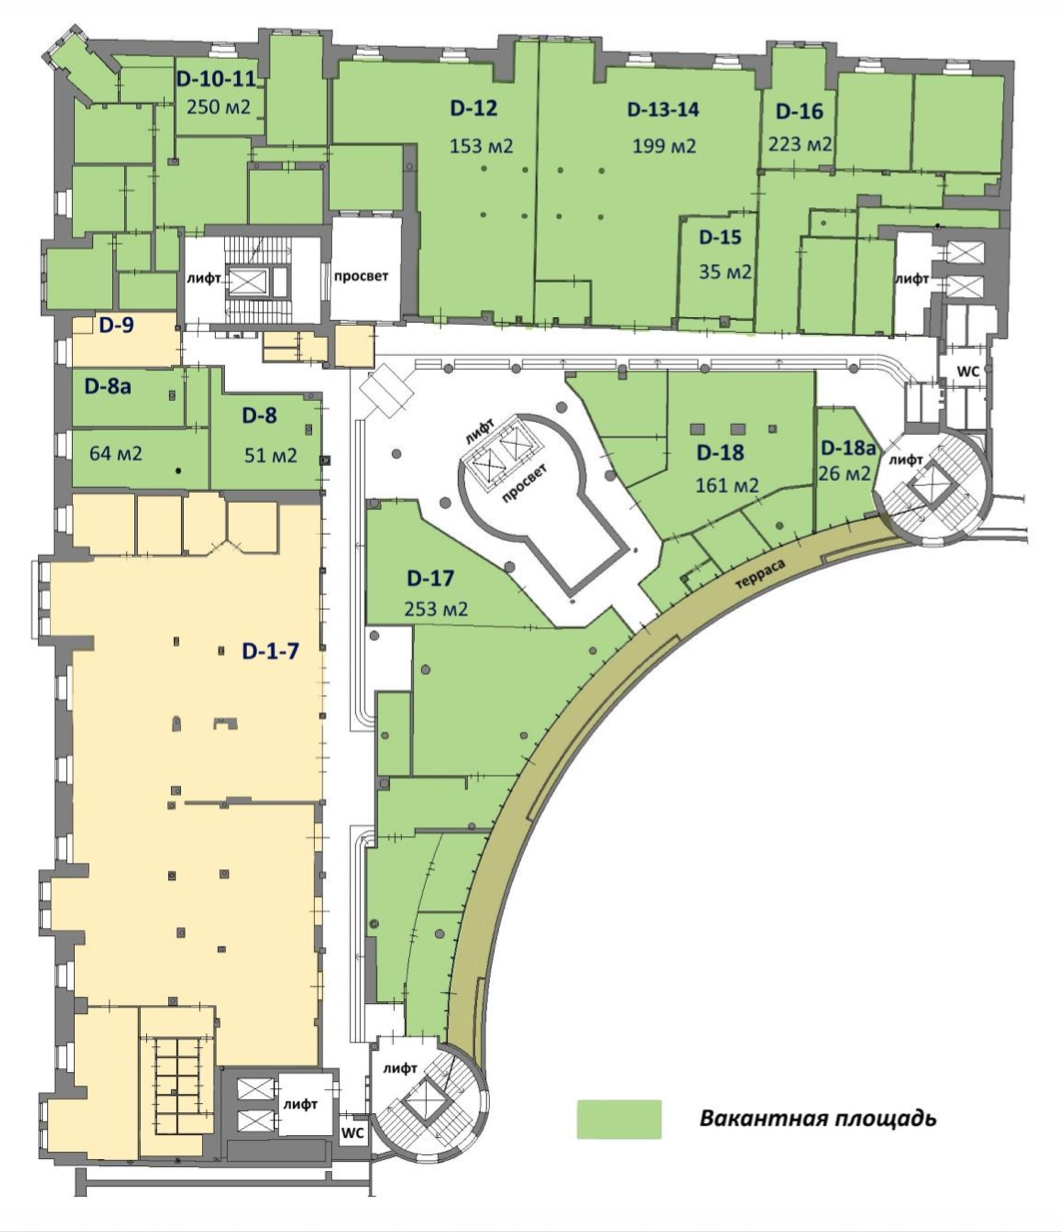 D-10-11
250 м2
D-12
153 м2
D-13-14
199 м2
D-16
223 м2
D-15
35 м2
лифт
просвет
лифт
D-9
D-8a
64 м2
D-8
51 м2
WC
лифт
просвет
D-18
161 м2
D-18a
26 м2
лифт
терраса
D-17
253 м2
D-1-7
лифт
лифт
WC
Вакантная площадь